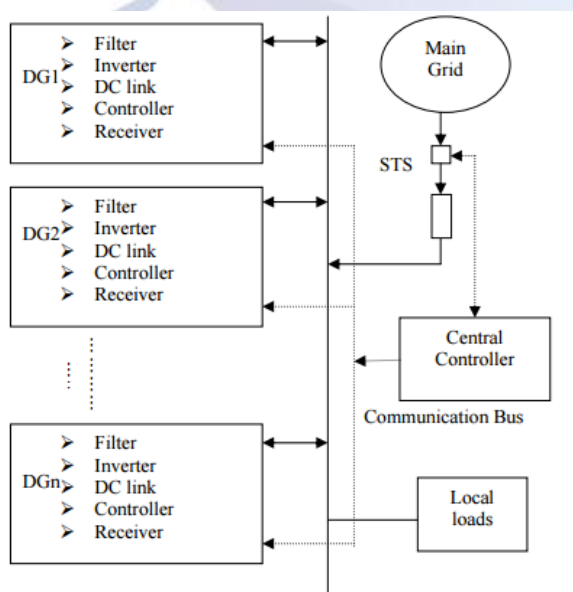 DG1
➢ Filter
➢ Inverter
➢ DC link
➢ Controller
➢ Receiver
Main
Grid
STS
DG2
➢ Filter
➢ Inverter
➢ DC link
➢ Controller
➢ Receiver
Central
Controller
Communication Bus
DGn
➢ Filter
➢ Inverter
➢ DC link
➢ Controller
➢ Receiver
Local
loads